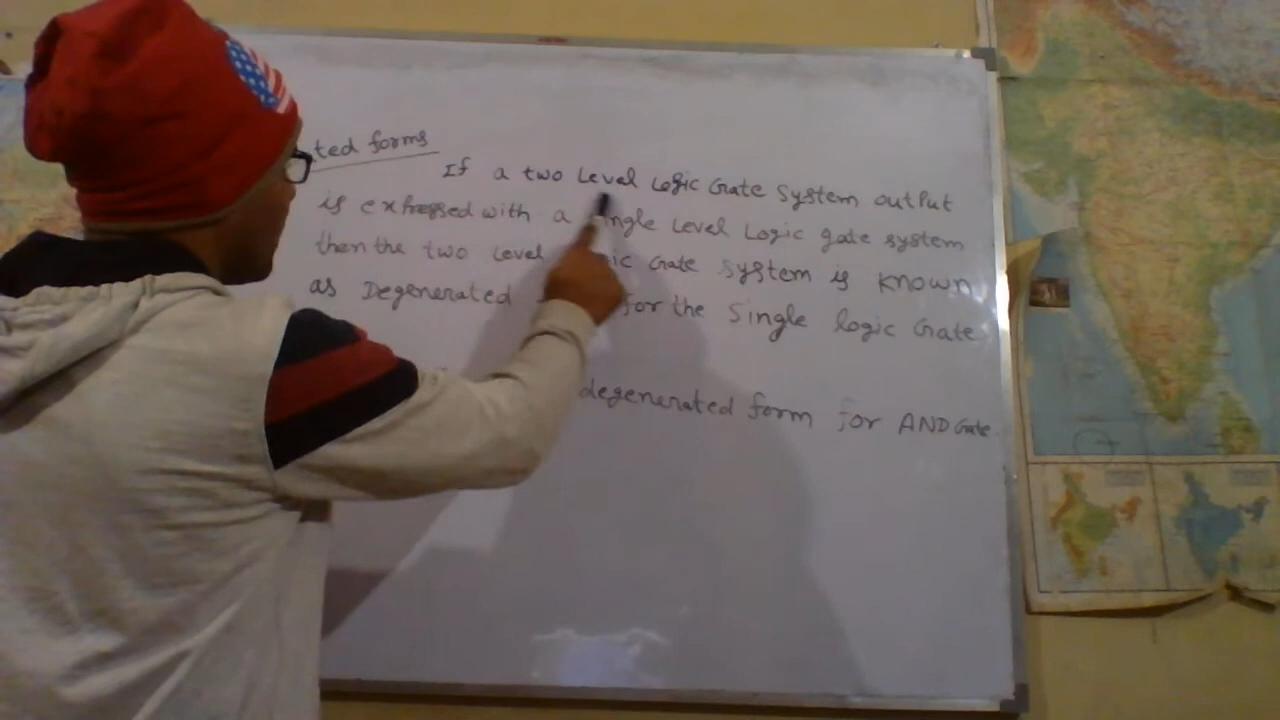 ted forms
If a two Level Logic Gate System output
is expressed with a ingle Level Logic gate system
then the two Level Gate System is known
as Degenerated for the Single logic Gate
degenerated form for AND Gate.